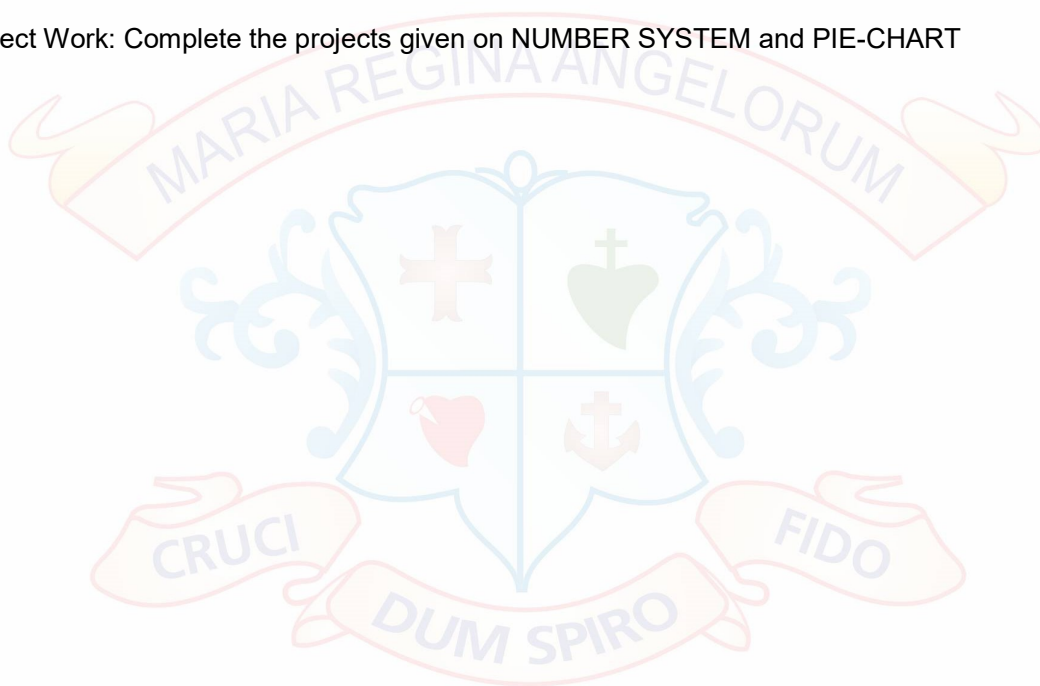 ect Work: Complete the projects given on NUMBER SYSTEM and PIE-CHART
MARIA REGINA ANGELORUM
CRUCI
FIDO
DUM SPIRO